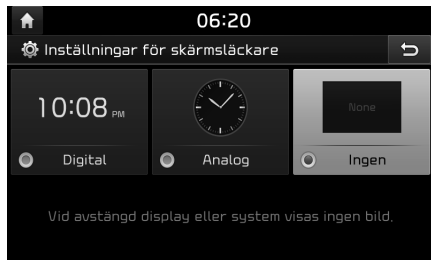 06:20
Inställningar för skärmsläckare
10:08 PM
None
Digital
Analog
Ingen
Vid avstängd display eller system visas ingen bild.